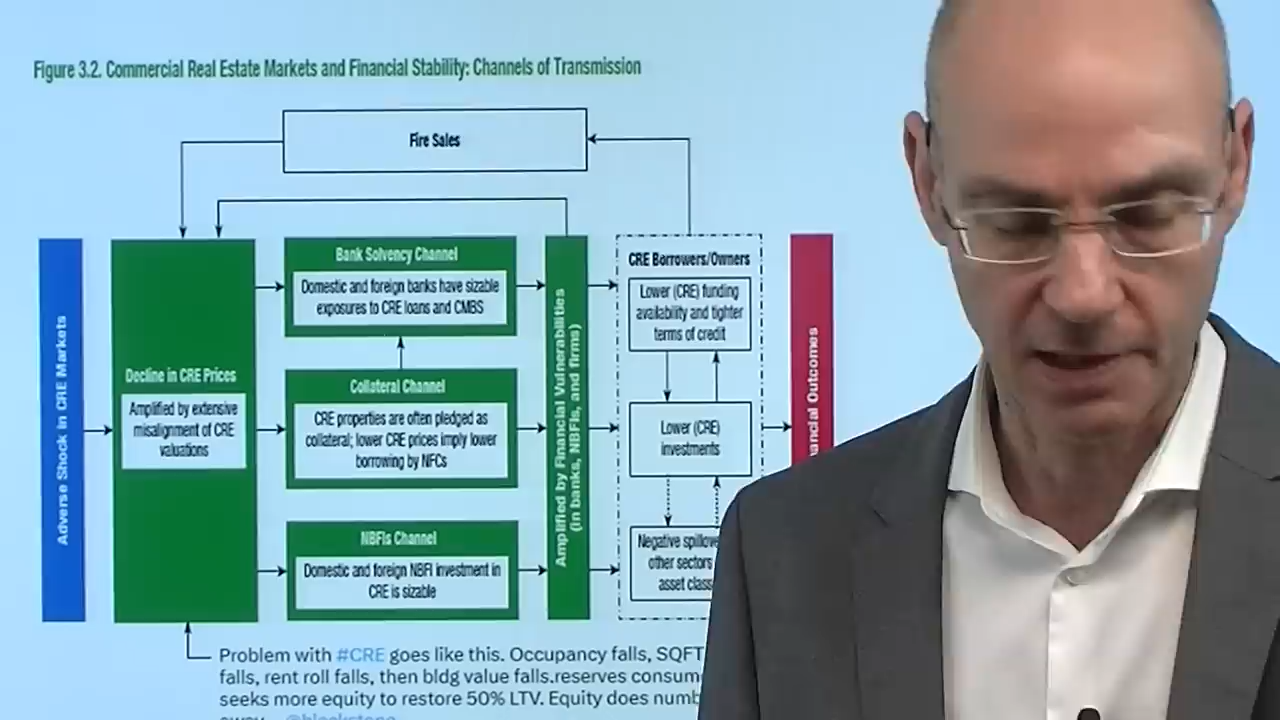 Figure 3.2. Commercial Real Estate Markets and Financial Stability: Channels of Transmission
Fire Sales
Adverse Shock in CRE Markets
Decline in CRE Prices
Amplified by extensive
misalignment of CRE
valuations
Bank Solvency Channel
Domestic and foreign banks have sizable
exposures to CRE loans and CMBS
Collateral Channel
CRE properties are often pledged as
collateral; lower CRE prices imply lower
borrowing by NFCs
NBFIs Channel
Domestic and foreign NBFI investment in
CRE is sizable
Amplified by Financial Vulnerabilities
(in banks, NBFIs, and firms)
CRE Borrowers/Owners
Lower (CRE) funding
availability and tighter
terms of credit
Lower (CRE)
investments
Negative
other sectors
asset
Outcomes
Problem with #CRE goes like this. Occupancy falls, SQFT
falls, rent roll falls, then bldg value falls.reserves
seeks more equity to restore 50% LTV. Equity does
@blackstone